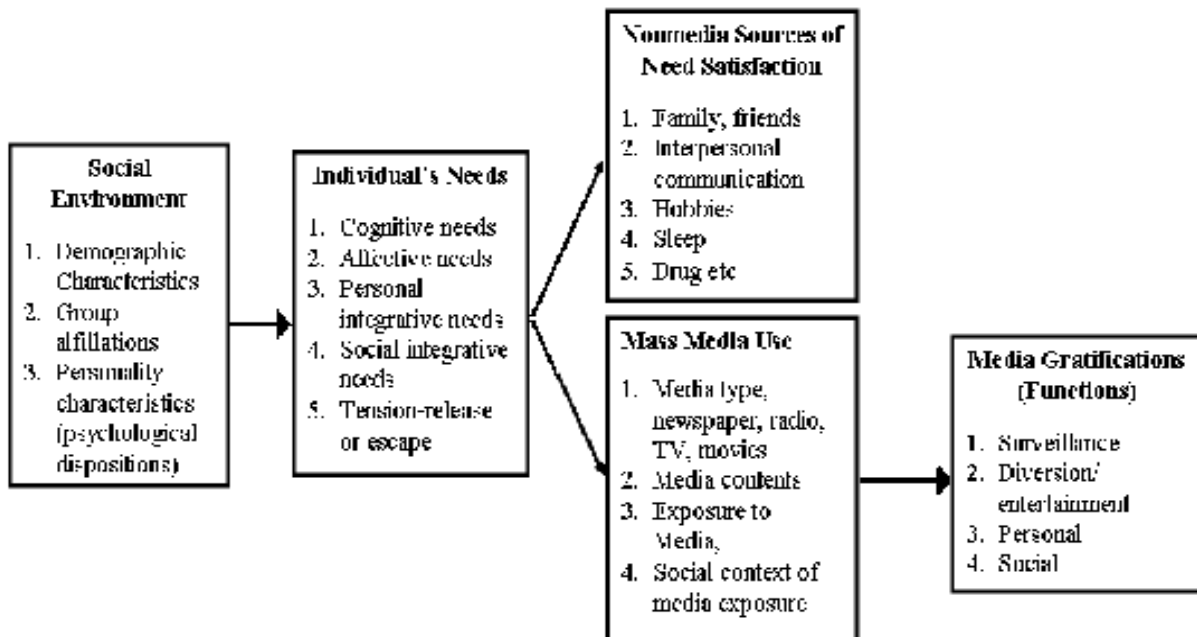 Social
Environment
1. Demographic
Characteristics
2. Group
alfillations
3. Personality
characteristics
(psychological
dispositions)
Individual's Needs
1. Cognitive needs
2. Affective needs
3. Personal
integrative needs
4. Social integrative
needs
5. Tension-release
or escape
Nonmedia Sources of
Need Satisfaction
1. Family, friends
2. Interpersonal
communication
3. Hobbies
4. Sleep
5. Drug etc
Mass Media Use
1. Media type,
newspaper, radio,
TV, movies
2. Media contents
3. Exposure to
Media,
4. Social context of
media exposure
Media Gratifications
(Functions)
1. Surveillance
2. Diversion/
entertainment
3. Personal
4. Social